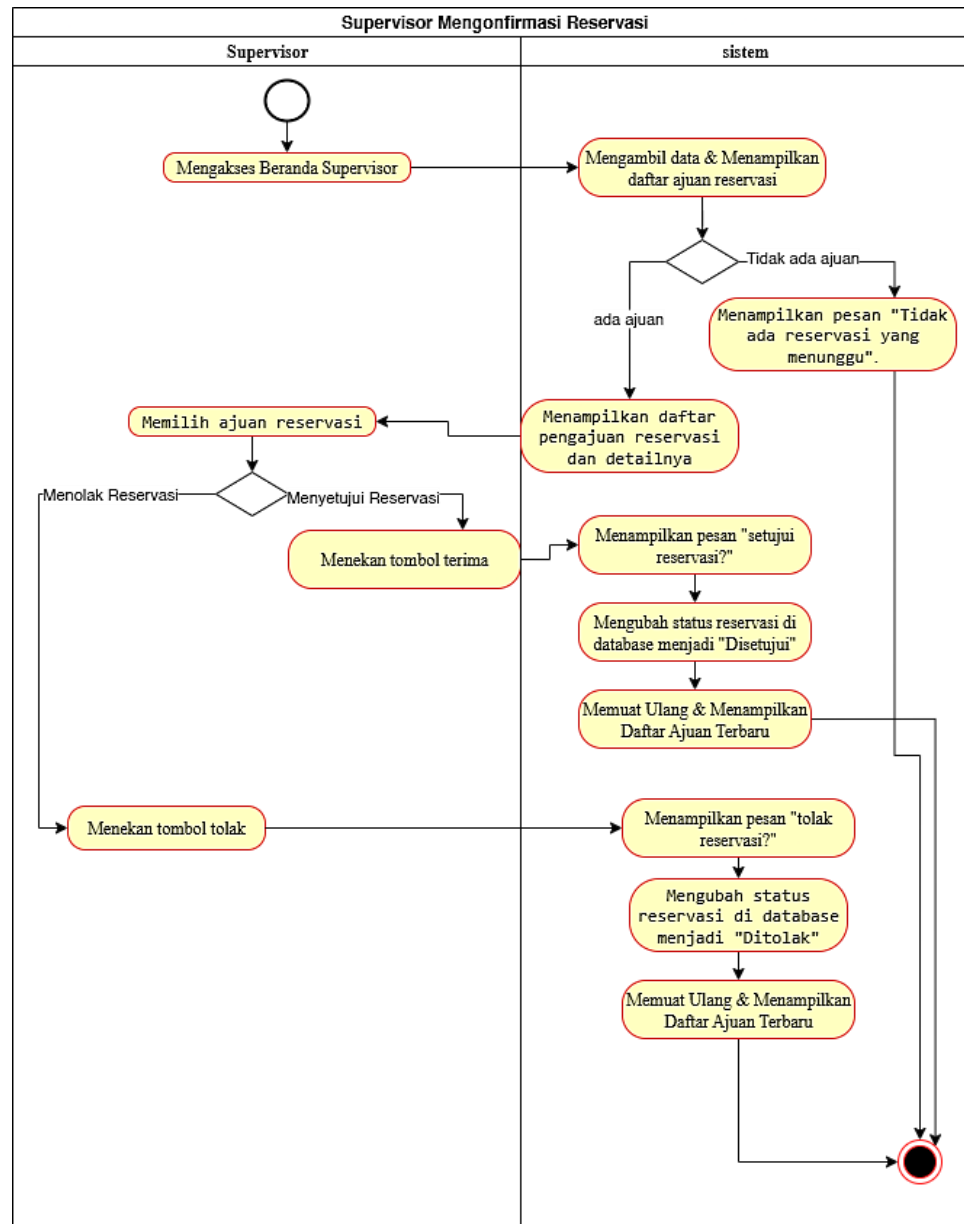 Supervisor Mengonfirmasi Reservasi
Supervisor
sistem
Mengakses Beranda Supervisor
Mengambil data & Menampilkan
daftar ajuan reservasi
Tidak ada ajuan
ada ajuan
Menampilkan pesan "Tidak
ada reservasi yang
menunggu".
Menampilkan daftar
pengajuan reservasi
dan detailnya
Memilih ajuan reservasi
Menolak Reservasi
Menyetujui Reservasi
Menekan tombol terima
Menampilkan pesan "setujui
reservasi?"
Mengubah status reservasi di
database menjadi "Disetujui"
Memuat Ulang & Menampilkan
Daftar Ajuan Terbaru
Menekan tombol tolak
Menampilkan pesan "tolak
reservasi?"
Mengubah status
reservasi di database
menjadi "Ditolak"
Memuat Ulang & Menampilkan
Daftar Ajuan Terbaru